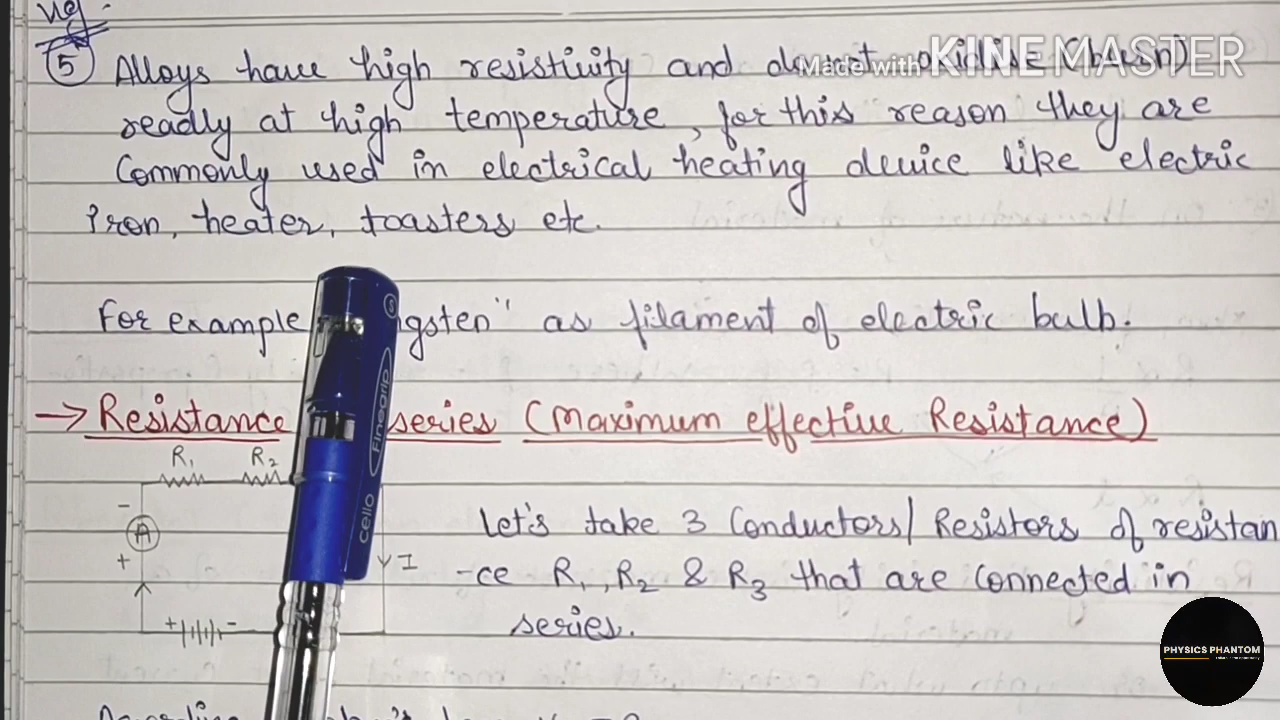 5 Alloys have high resistivity and
Made with KINEMASTER
readly at high temperature, for this reason they are
Commonly used in electrical heating device like electric
Iron, heater, toasters etc.
For example gsten" as filament of electric bulb.
→ Resistance series (Maximum effective Resistance)
R1 R2
-
A
+
I
+ -
Let's take 3 Conductors/Resistors of resistan
-ce R1, R2 & R3 that are connected in
series.
cello Finegrip
PHYSICS PHANTOM